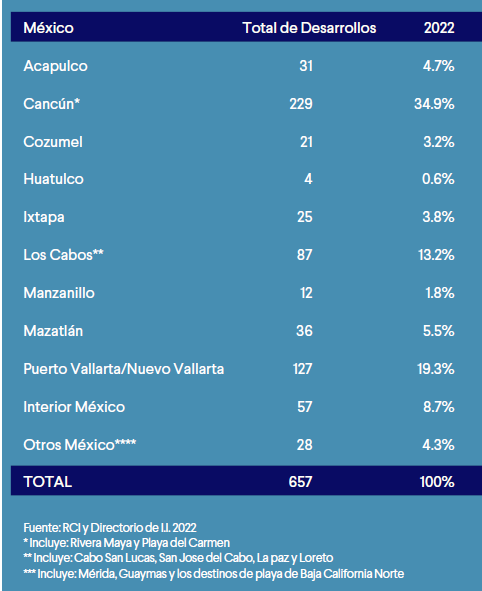 México Total de Desarrollos 2022
Acapulco 31 4.7%
Cancún* 229 34.9%
Cozumel 21 3.2%
Huatulco 4 0.6%
Ixtapa 25 3.8%
Los Cabos** 87 13.2%
Manzanillo 12 1.8%
Mazatlán 36 5.5%
Puerto Vallarta/Nuevo Vallarta 127 19.3%
Interior México 57 8.7%
Otros México**** 28 4.3%
TOTAL 657 100%
Fuente: RCI y Directorio de I.I. 2022
* Incluye: Rivera Maya y Playa del Carmen
** Incluye: Cabo San Lucas, San Jose del Cabo, La paz y Loreto
*** Incluye: Mérida, Guaymas y los destinos de playa de Baja California Norte